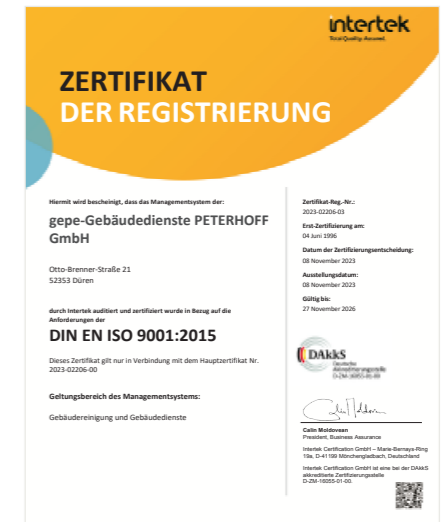 intertek
Total Quality. Assured.
ZERTIFIKAT
DER REGISTRIERUNG
Hiermit wird bescheinigt, dass das Managementsystem der:
gepe-Gebäudedienste PETERHOFF
GmbH
Otto-Brenner-Straße 21
52353 Düren
durch Intertek auditiert und zertifiziert wurde in Bezug auf die
Anforderungen der
DIN EN ISO 9001:2015
Dieses Zertifikat gilt nur in Verbindung mit dem Hauptzertifikat Nr.
2023-02206-00
Geltungsbereich des Managementsystems:
Gebäudereinigung und Gebäudedienste
Zertifikat-Reg.-Nr.:
2023-02206-03
Erst-Zertifizierung am:
04 Juni 1996
Datum der Zertifizierungsentscheidung:
08 November 2023
Ausstellungsdatum:
08 November 2023
Gültig bis:
27 November 2026
DAkkS
Deutsche
Akkreditierungsstelle
D-ZM-16055-01-00
Calin Moldovean
President, Business Assurance
Intertek Certification GmbH – Marie-Bernays-Ring
19a, D-41199 Mönchengladbach, Deutschland
Intertek Certification GmbH ist eine bei der DAkkS
akkreditierte Zertifizierungsstelle
D-ZM-16055-01-00.